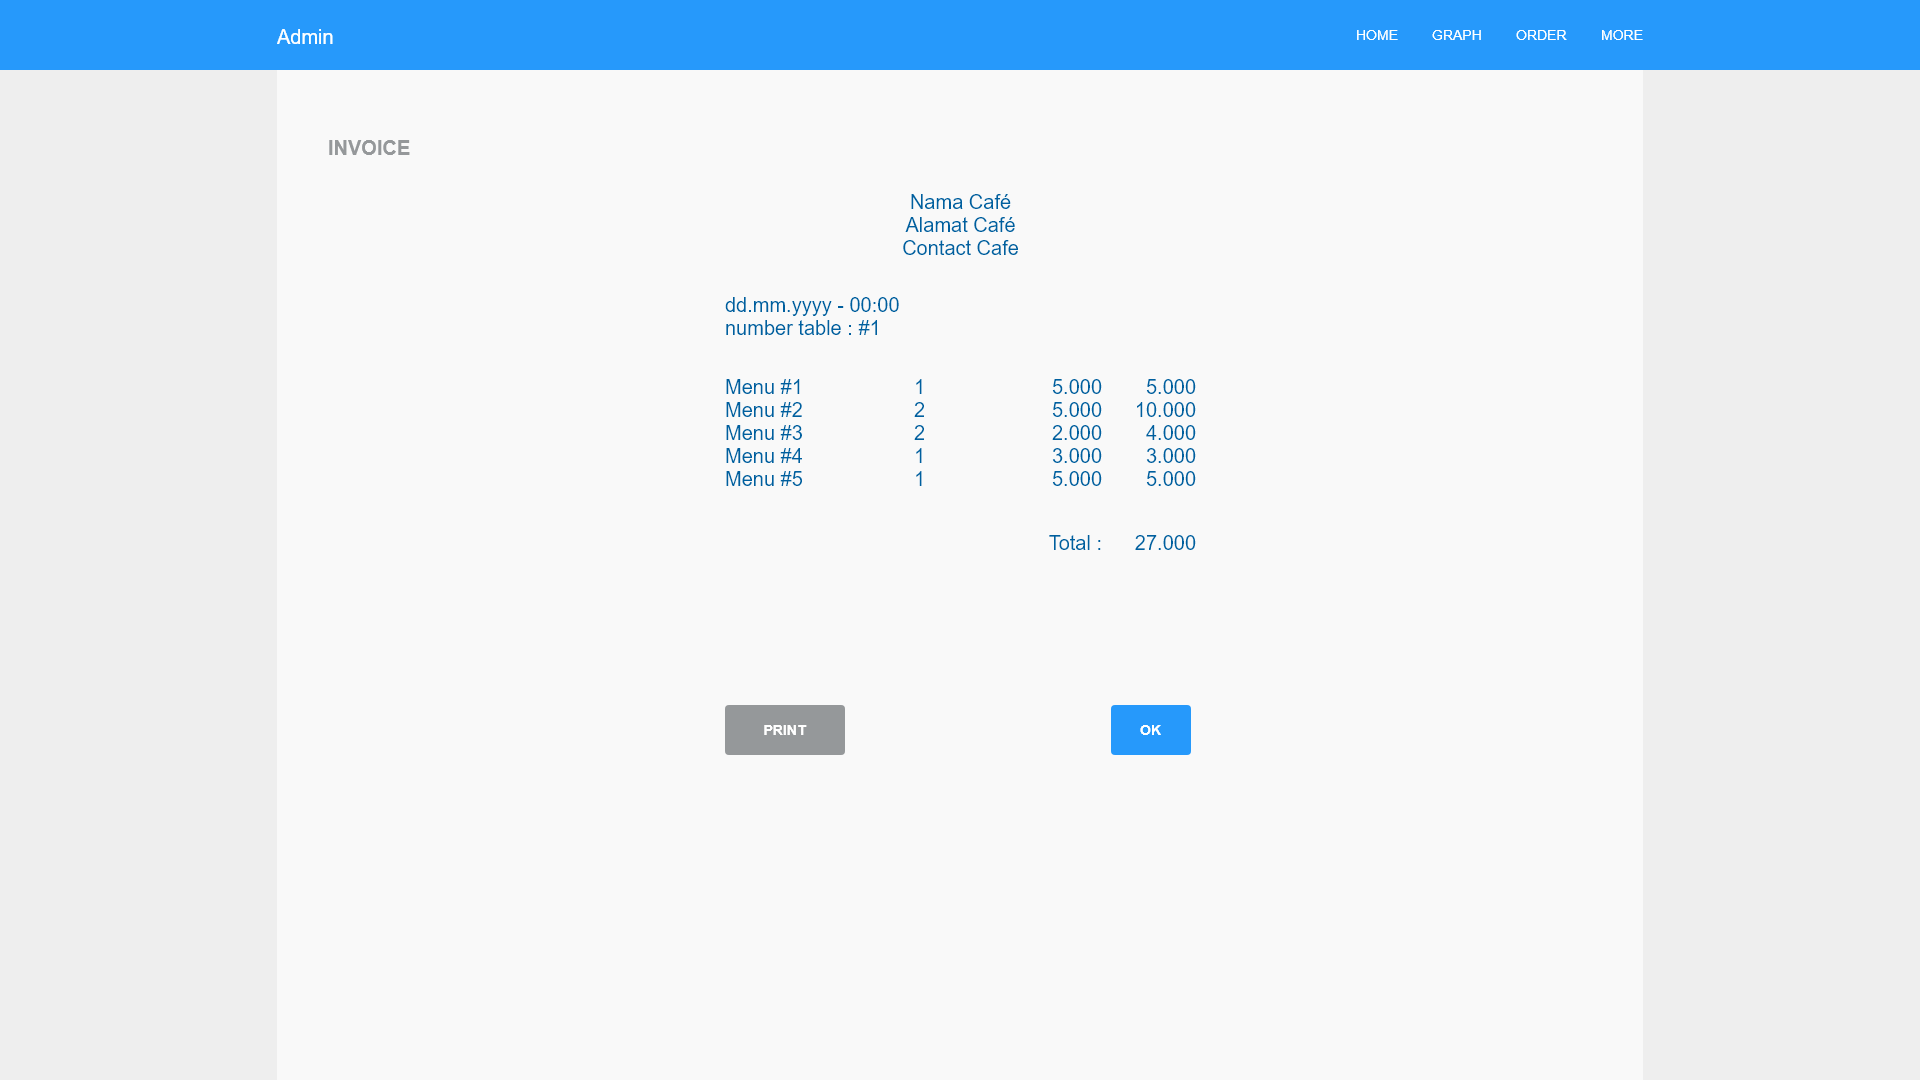 Admin HOME GRAPH ORDER MORE
INVOICE
Nama Café
Alamat Café
Contact Cafe
dd.mm.yyyy - 00:00
number table : #1
Menu #1 1 5.000 5.000
Menu #2 2 5.000 10.000
Menu #3 2 2.000 4.000
Menu #4 1 3.000 3.000
Menu #5 1 5.000 5.000
Total : 27.000
PRINT OK